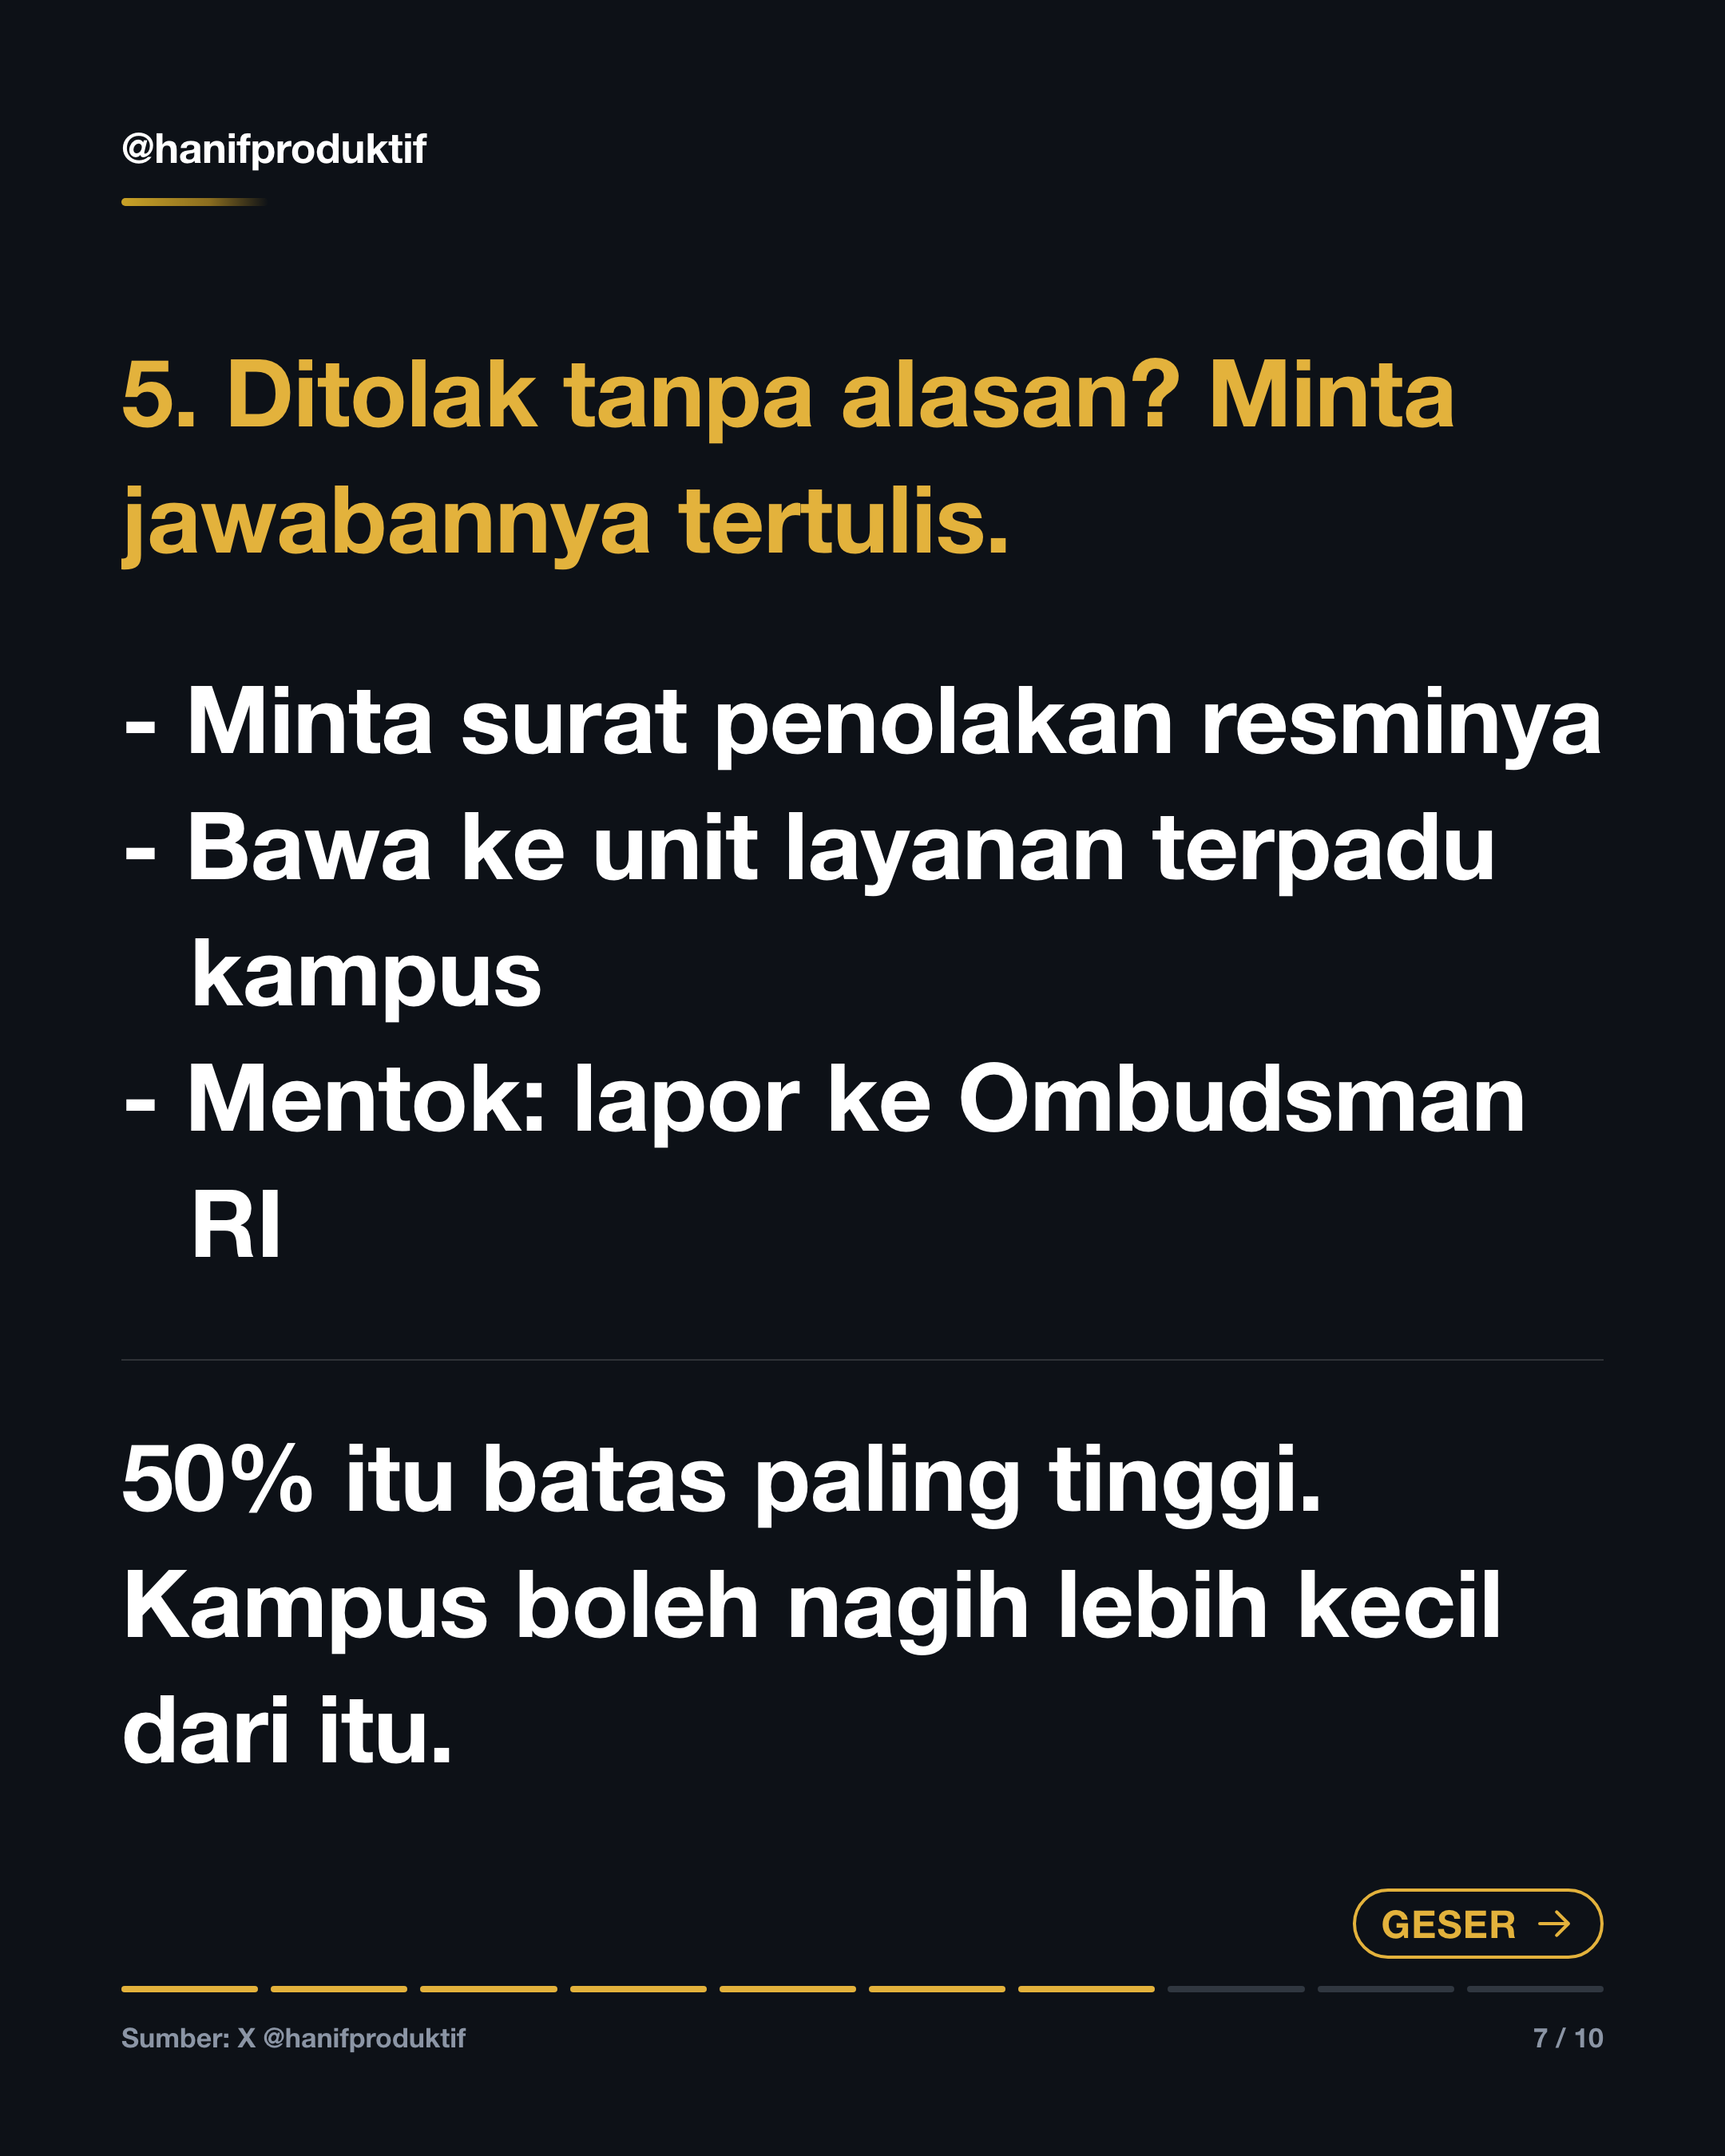 @hanifproduktif
5. Ditolak tanpa alasan? Minta
jawabannya tertulis.
- Minta surat penolakan resminya
- Bawa ke unit layanan terpadu
kampus
- Mentok: lapor ke Ombudsman
RI
50% itu batas paling tinggi.
Kampus boleh nagih lebih kecil
dari itu.
GESER →
Sumber: X @hanifproduktif
7 / 10